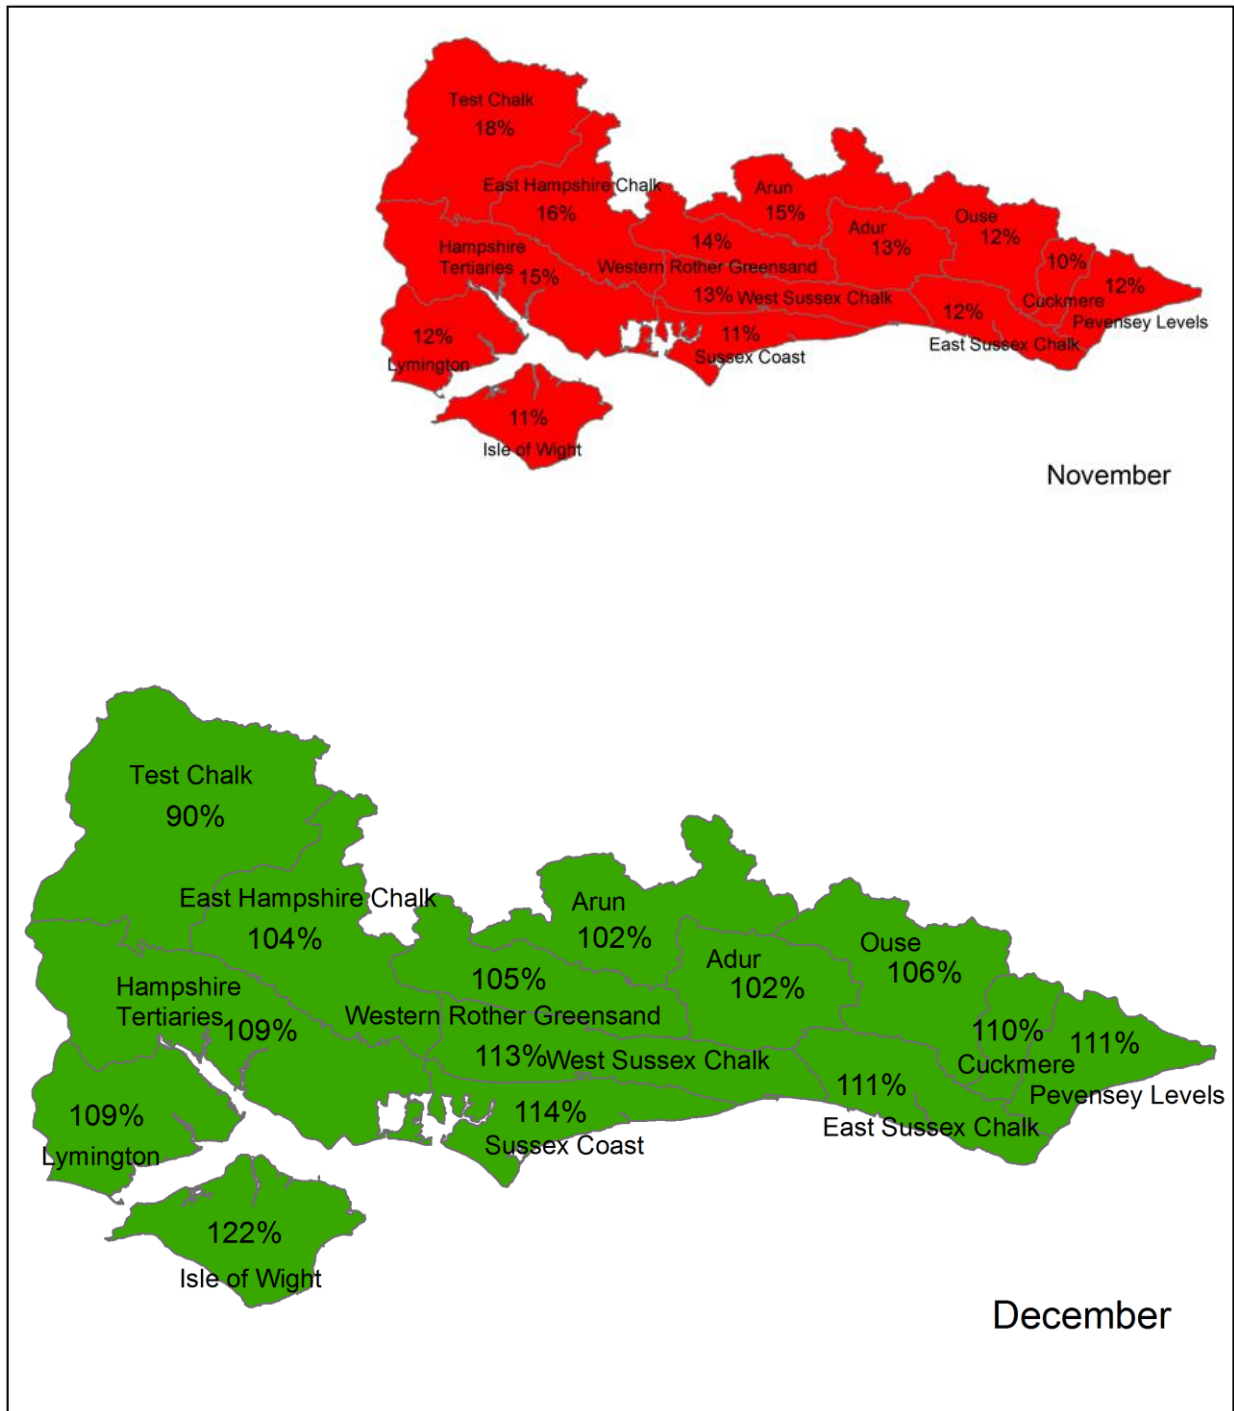 Test Chalk
18%
East Hampshire Chalk
16%
Arun
15%
Ouse
12%
Adur
13%
14%
Western Rother Greensand
Hampshire
Tertiaries
15%
10%
Cuckmere
12%
Pevensey Levels
13%
West Sussex Chalk
12%
East Sussex Chalk
11%
Sussex Coast
12%
Lymington
11%
Isle of Wight
November
Test Chalk
90%
East Hampshire Chalk
104%
Arun
102%
Ouse
106%
Adur
102%
105%
Western Rother Greensand
Hampshire
Tertiaries
109%
110%
Cuckmere
111%
Pevensey Levels
113%
West Sussex Chalk
111%
East Sussex Chalk
114%
Sussex Coast
109%
Lymington
122%
Isle of Wight
December